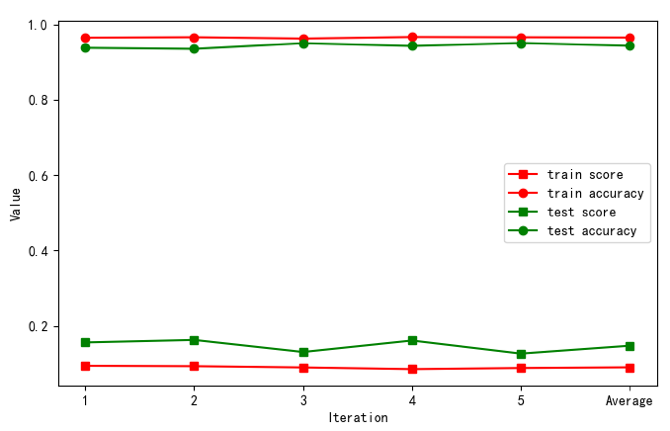 1.0
0.8
0.6
0.4
0.2
Value
train score
train accuracy
test score
test accuracy
1 2 3 4 5 Average
Iteration